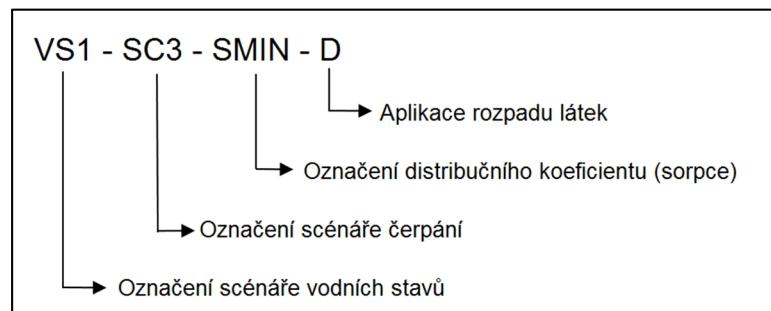 VS1 - SC3 - SMIN - D
Aplikace rozpadu látek
Označení distribučního koeficientu (sorpce)
Označení scénáře čerpání
Označení scénáře vodních stavů